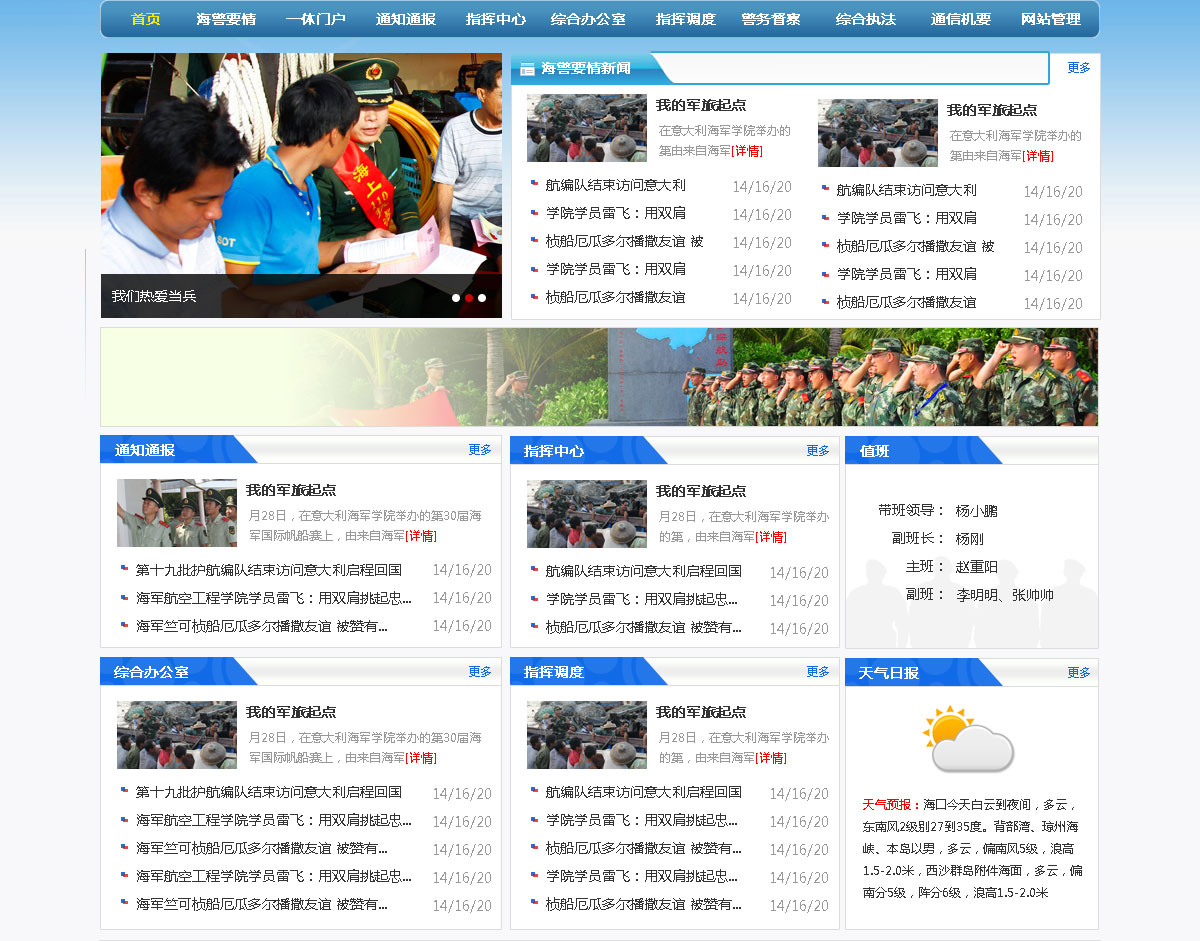 首页 海警要情 一体门户 通知通报 指挥中心 综合办公室 指挥调度 警务督察 综合执法 通信机要 网站管理
我们热爱当兵
海警要情新闻 更多
我的军旅起点
在意大利海军学院举办的
第由来自海军[详情]
航编队结束访问意大利 14/16/20
学院学员雷飞：用双肩 14/16/20
桢船厄瓜多尔播撒友谊 被 14/16/20
学院学员雷飞：用双肩 14/16/20
桢船厄瓜多尔播撒友谊 14/16/20
我的军旅起点
在意大利海军学院举办的
第由来自海军[详情]
航编队结束访问意大利 14/16/20
学院学员雷飞：用双肩 14/16/20
桢船厄瓜多尔播撒友谊 被 14/16/20
学院学员雷飞：用双肩 14/16/20
桢船厄瓜多尔播撒友谊 14/16/20
通知通报 更多
我的军旅起点
月28日，在意大利海军学院举办的第30届海
军国际帆船赛上，由来自海军[详情]
第十九批护航编队结束访问意大利启程回国 14/16/20
海军航空工程学院学员雷飞：用双肩挑起忠... 14/16/20
海军竺可桢船厄瓜多尔播撒友谊 被赞有... 14/16/20
指挥中心 更多
我的军旅起点
月28日，在意大利海军学院举办
的第，由来自海军[详情]
航编队结束访问意大利启程回国 14/16/20
学院学员雷飞：用双肩挑起忠... 14/16/20
桢船厄瓜多尔播撒友谊 被赞有... 14/16/20
值班
带班领导： 杨小鹏
副班长： 杨刚
主班： 赵重阳
副班： 李明明、张帅帅
综合办公室 更多
我的军旅起点
月28日，在意大利海军学院举办的第30届海
军国际帆船赛上，由来自海军[详情]
第十九批护航编队结束访问意大利启程回国 14/16/20
海军航空工程学院学员雷飞：用双肩挑起忠... 14/16/20
海军竺可桢船厄瓜多尔播撒友谊 被赞有... 14/16/20
海军航空工程学院学员雷飞：用双肩挑起忠... 14/16/20
海军竺可桢船厄瓜多尔播撒友谊 被赞有... 14/16/20
指挥调度 更多
我的军旅起点
月28日，在意大利海军学院举办
的第，由来自海军[详情]
航编队结束访问意大利启程回国 14/16/20
学院学员雷飞：用双肩挑起忠... 14/16/20
桢船厄瓜多尔播撒友谊 被赞有... 14/16/20
学院学员雷飞：用双肩挑起忠... 14/16/20
桢船厄瓜多尔播撒友谊 被赞有... 14/16/20
天气日报 更多
天气预报：海口今天白云到夜间，多云，
东南风2级别27到35度。背部湾、琼州海
峡、本岛以男，多云，偏南风5级，浪高
1.5-2.0米，西沙群岛附件海面，多云，偏
南分5级，阵分6级，浪高1.5-2.0米